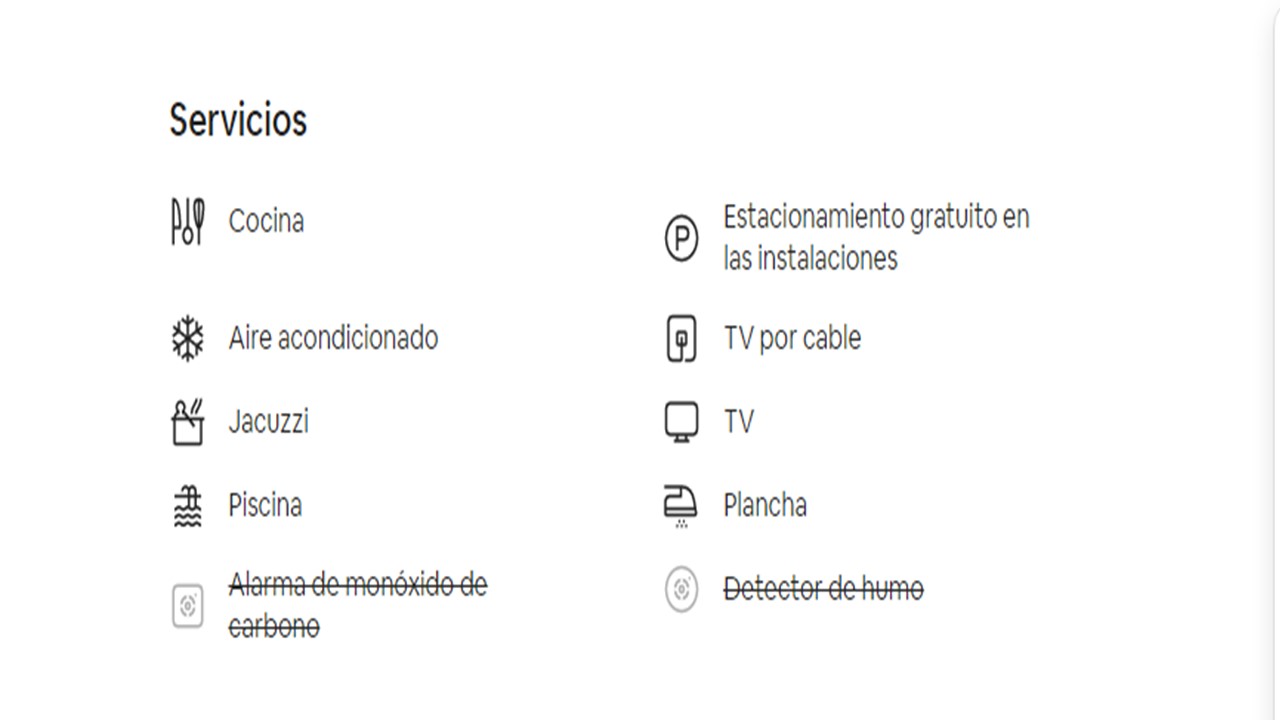 Servicios
Cocina
Estacionamiento gratuito en
las instalaciones
Aire acondicionado
TV por cable
Jacuzzi
TV
Piscina
Plancha
Alarma de monóxido de
carbono
Detector de humo